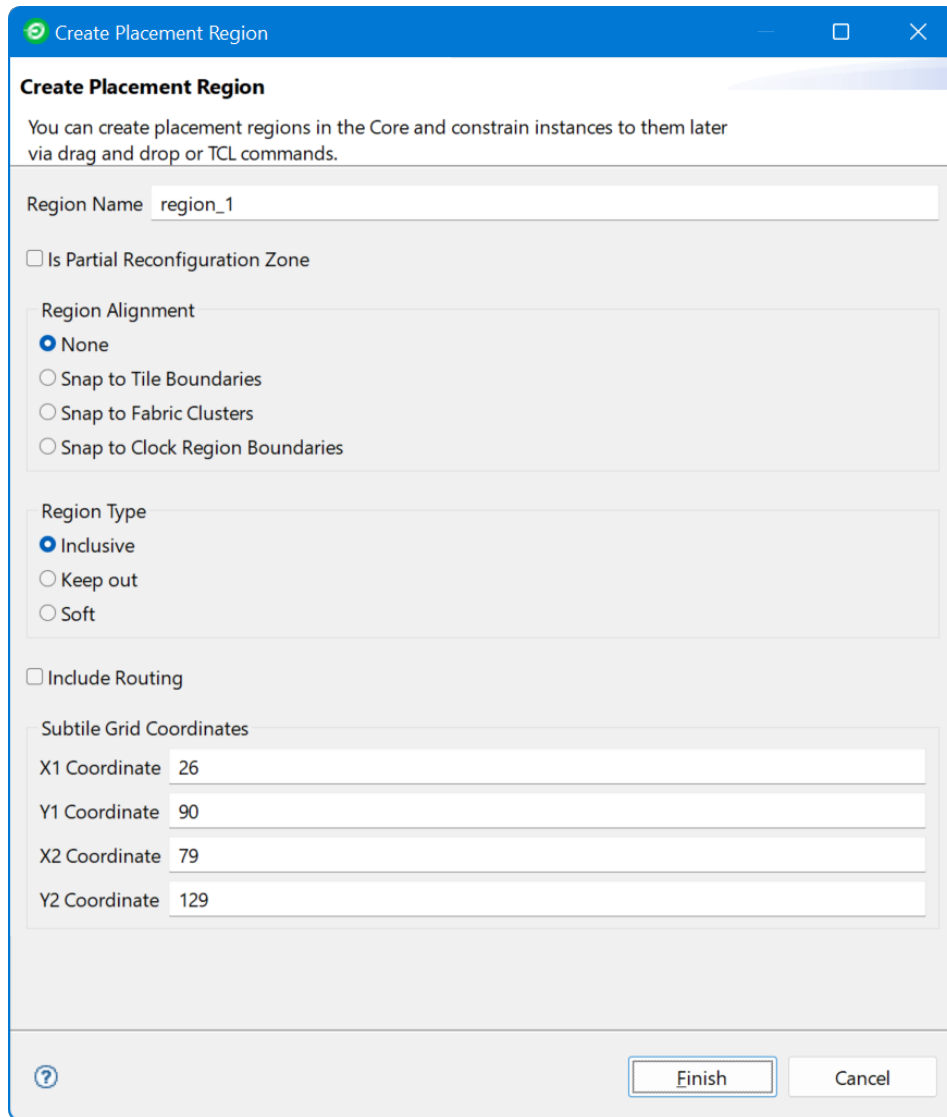 Create Placement Region
Create Placement Region
You can create placement regions in the Core and constrain instances to them later
via drag and drop or TCL commands.
Region Name region_1
Is Partial Reconfiguration Zone
Region Alignment
None
Snap to Tile Boundaries
Snap to Fabric Clusters
Snap to Clock Region Boundaries
Region Type
Inclusive
Keep out
Soft
Include Routing
Subtile Grid Coordinates
X1 Coordinate 26
Y1 Coordinate 90
X2 Coordinate 79
Y2 Coordinate 129
? Finish Cancel